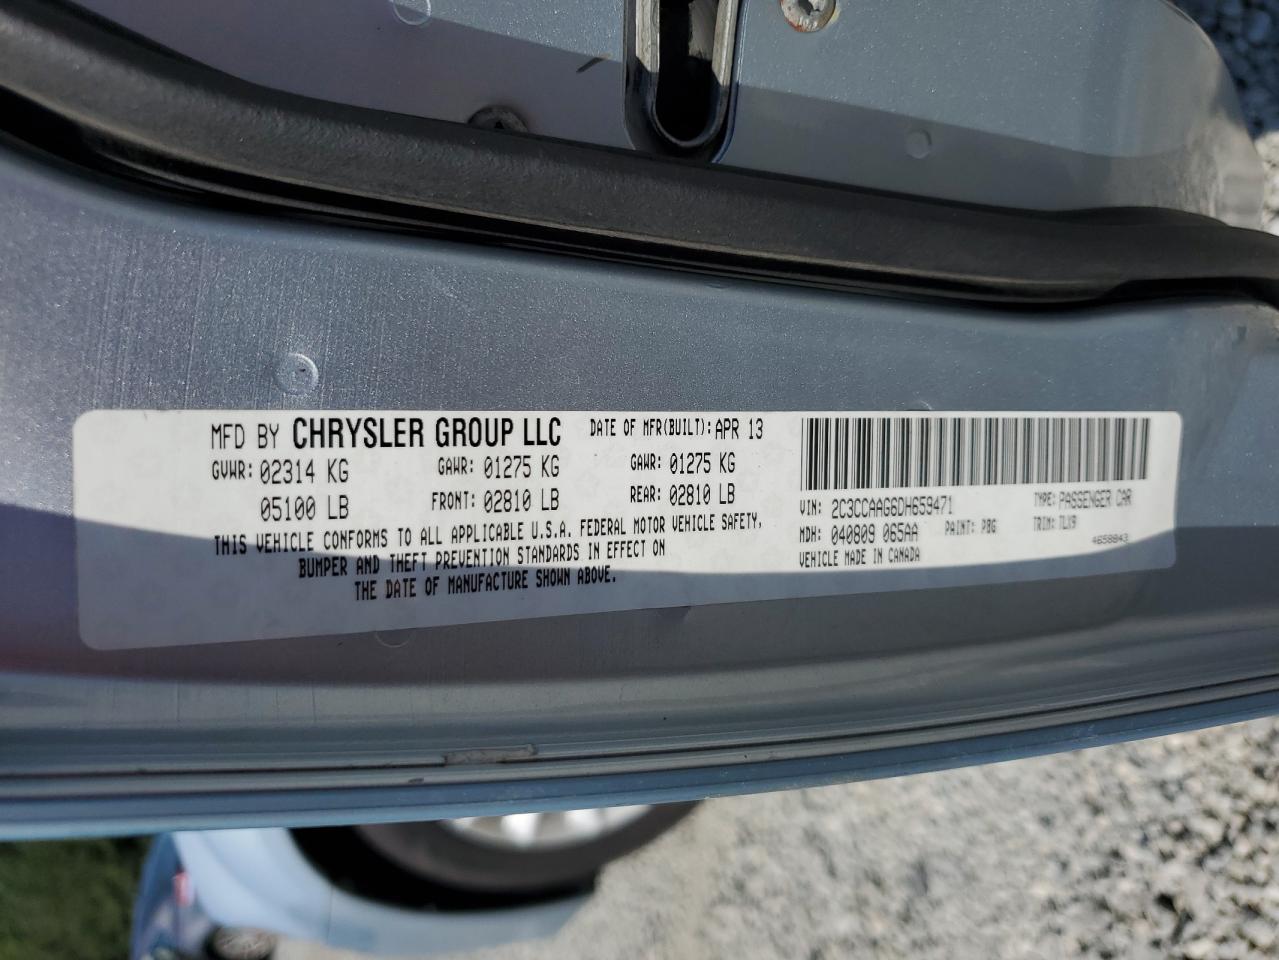 MFD BY CHRYSLER GROUP LLC DATE OF MFR(BUILT): APR 13
GVWR: 02314 KG GAWR: 01275 KG GAWR: 01275 KG
05100 LB FRONT: 02810 LB REAR: 02810 LB
THIS VEHICLE CONFORMS TO ALL APPLICABLE U.S.A. FEDERAL MOTOR VEHICLE SAFETY,
BUMPER AND THEFT PREVENTION STANDARDS IN EFFECT ON
THE DATE OF MANUFACTURE SHOWN ABOVE.
VIN: 2C3CCAAG6DH659471 TYPE: PASSENGER CAR
MDH: 040809 065AA PAINT: PBG TRIM: TLX9
VEHICLE MADE IN CANADA 4658843